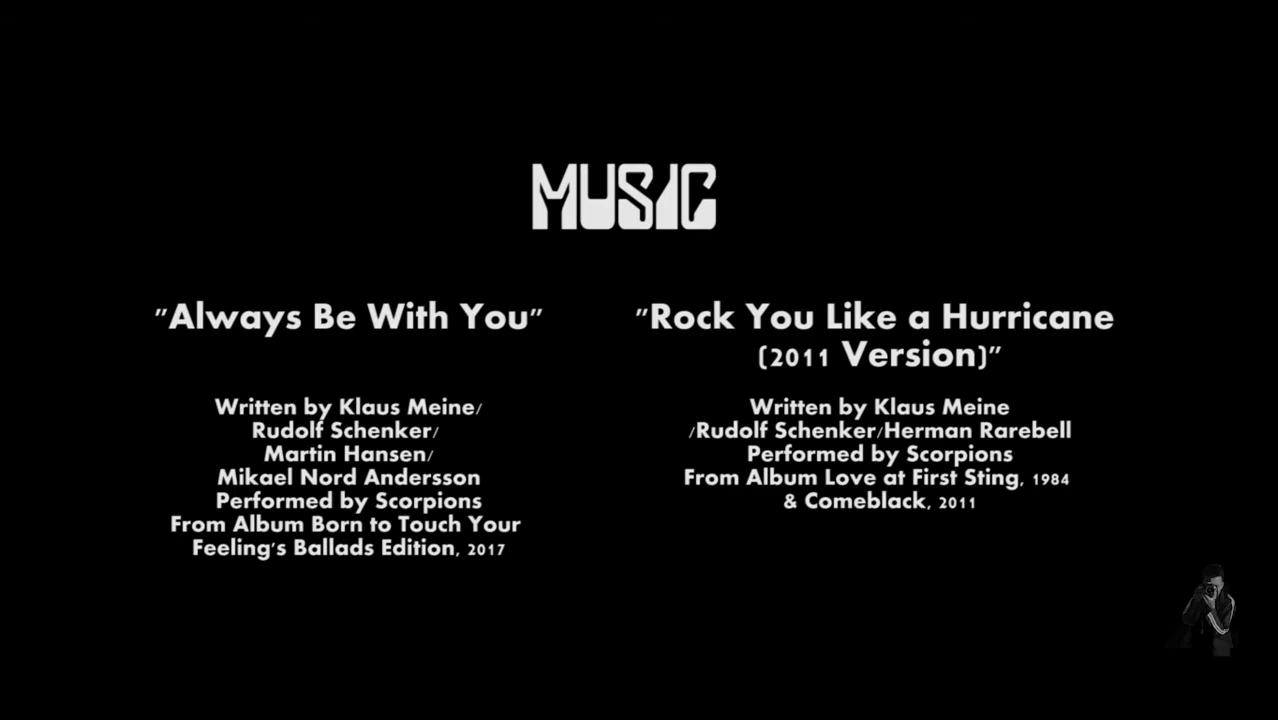 MUSIC
"Always Be With You"
Written by Klaus Meine/
Rudolf Schenker/
Martin Hansen/
Mikael Nord Andersson
Performed by Scorpions
From Album Born to Touch Your
Feeling's Ballads Edition, 2017
"Rock You Like a Hurricane
(2011 Version)"
Written by Klaus Meine
/Rudolf Schenker/Herman Rarebell
Performed by Scorpions
From Album Love at First Sting, 1984
& Comeblack, 2011